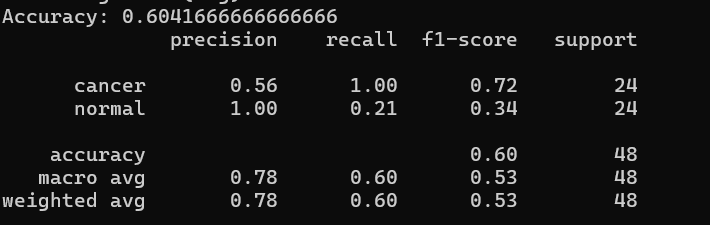 Accuracy: 0.6041666666666666
precision recall f1-score support
cancer 0.56 1.00 0.72 24
normal 1.00 0.21 0.34 24
accuracy 0.60 48
macro avg 0.78 0.60 0.53 48
weighted avg 0.78 0.60 0.53 48